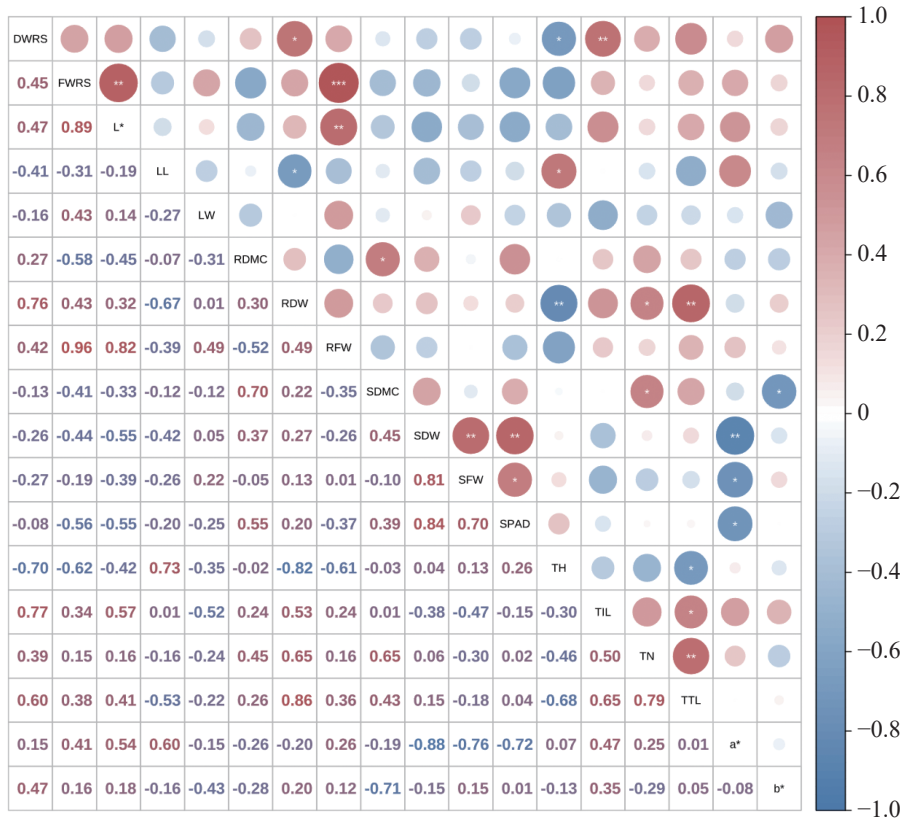 DWRS * * ** 1.0
0.45 FWRS ** *** 0.8
0.47 0.89 L* **
-0.41 -0.31 -0.19 LL * * 0.6
-0.16 0.43 0.14 -0.27 LW
0.27 -0.58 -0.45 -0.07 -0.31 RDMC * 0.4
0.76 0.43 0.32 -0.67 0.01 0.30 RDW ** * ** 0.2
0.42 0.96 0.82 -0.39 0.49 -0.52 0.49 RFW
-0.13 -0.41 -0.33 -0.12 -0.12 0.70 0.22 -0.35 SDMC * * 0
-0.26 -0.44 -0.55 -0.42 0.05 0.37 0.27 -0.26 0.45 SDW ** ** **
-0.27 -0.19 -0.39 -0.26 0.22 -0.05 0.13 0.01 -0.10 0.81 SFW * * −0.2
-0.08 -0.56 -0.55 -0.20 -0.25 0.55 0.20 -0.37 0.39 0.84 0.70 SPAD *
-0.70 -0.62 -0.42 0.73 -0.35 -0.02 -0.82 -0.61 -0.03 0.04 0.13 0.26 TH * −0.4
0.77 0.34 0.57 0.01 -0.52 0.24 0.53 0.24 0.01 -0.38 -0.47 -0.15 -0.30 TIL *
0.39 0.15 0.16 -0.16 -0.24 0.45 0.65 0.16 0.65 0.06 -0.30 0.02 -0.46 0.50 TN ** −0.6
0.60 0.38 0.41 -0.53 -0.22 0.26 0.86 0.36 0.43 0.15 -0.18 0.04 -0.68 0.65 0.79 TTL
0.15 0.41 0.54 0.60 -0.15 -0.26 -0.20 0.26 -0.19 -0.88 -0.76 -0.72 0.07 0.47 0.25 0.01 a* −0.8
0.47 0.16 0.18 -0.16 -0.43 -0.28 0.20 0.12 -0.71 -0.15 0.15 0.01 -0.13 0.35 -0.29 0.05 -0.08 b* −1.0